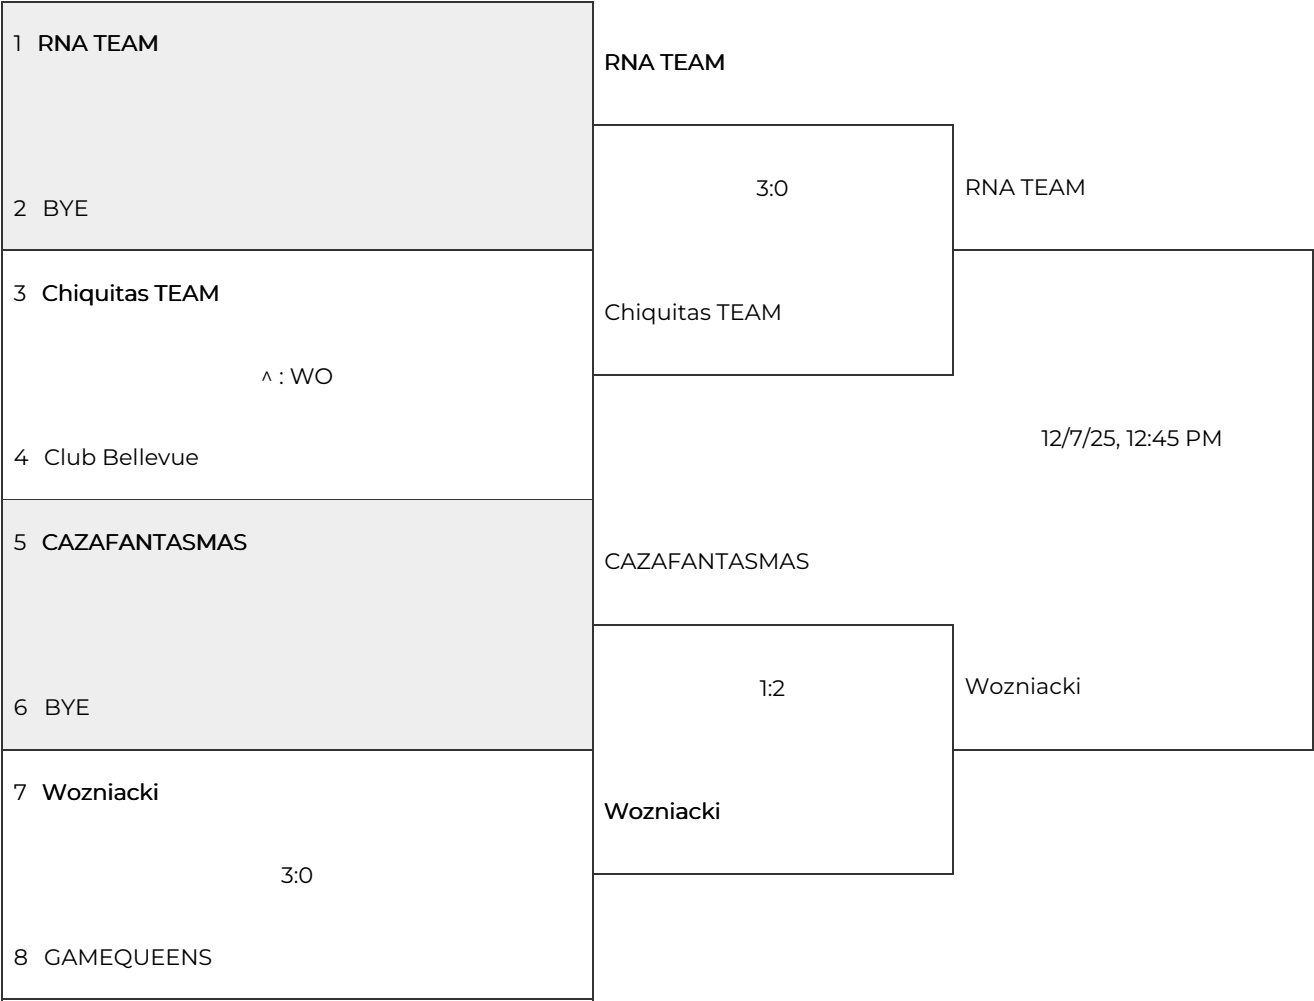 1 RNA TEAM
2 BYE
3 Chiquitas TEAM
^ : WO
4 Club Bellevue
5 CAZAFANTASMAS
6 BYE
7 Wozniacki
3:0
8 GAMEQUEENS
RNA TEAM
3:0
Chiquitas TEAM
CAZAFANTASMAS
1:2
Wozniacki
RNA TEAM
12/7/25, 12:45 PM
Wozniacki